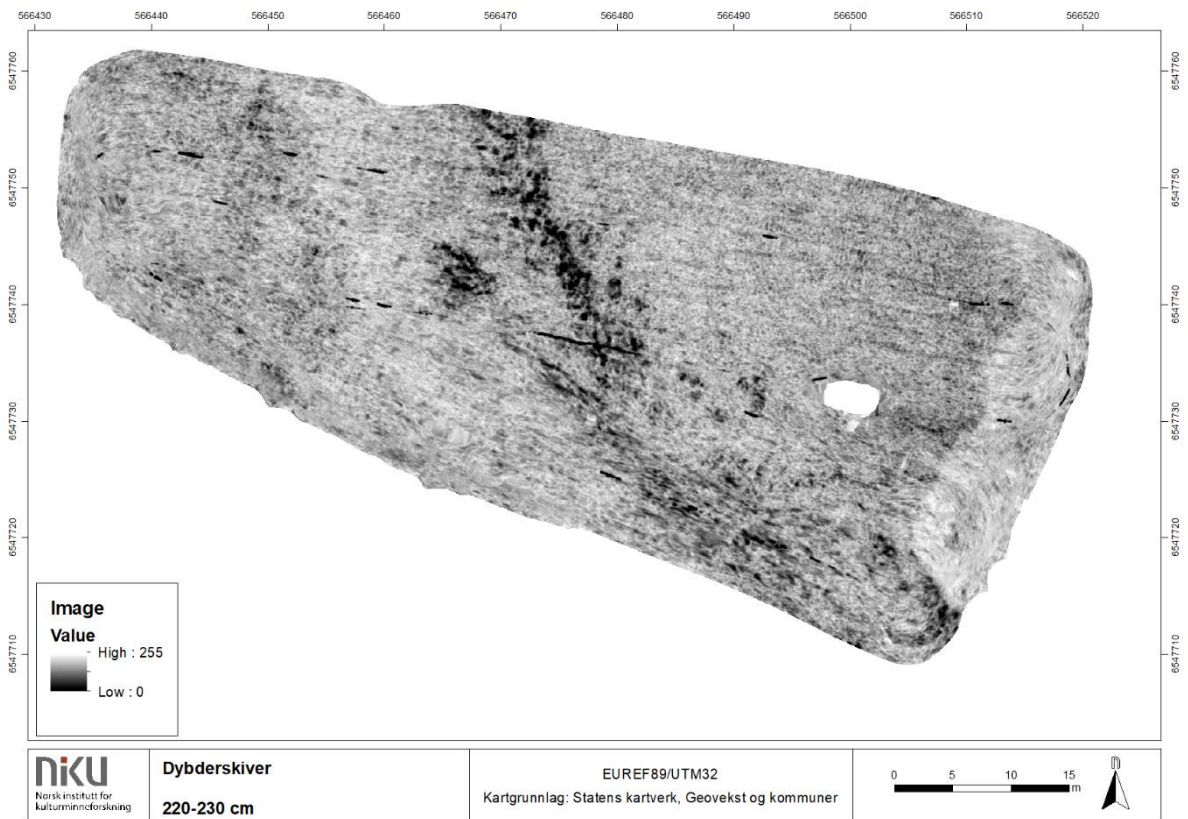 566430 566440 566450 566460 566470 566480 566490 566500 566510 566520
6547760 6547760
6547750 6547750
6547740 6547740
6547730 6547730
6547720 6547720
6547710 6547710
Image
Value
High : 255
Low : 0
niku
Norsk institutt for
kulturminneforskning
Dybderskiver
220-230 cm
EUREF89/UTM32
Kartgrunnlag: Statens kartverk, Geovekst og kommuner
0 5 10 15
m
n